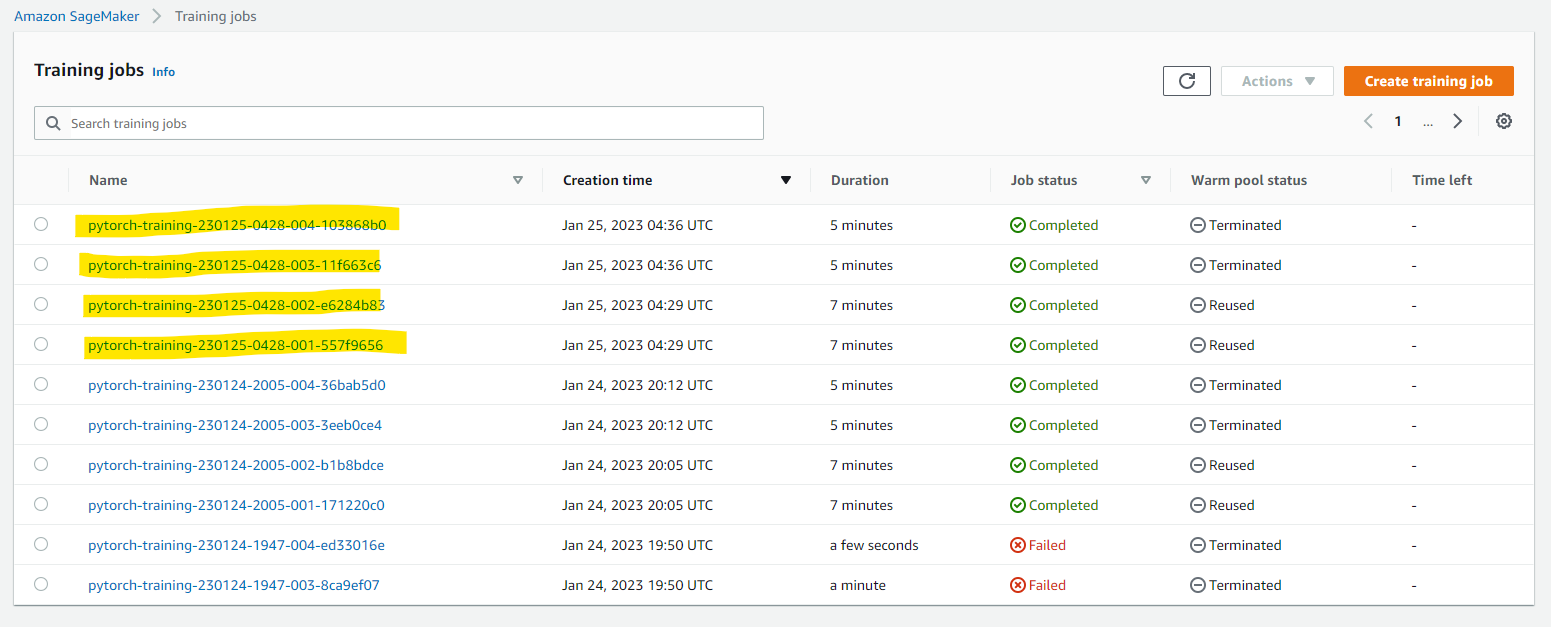 Amazon SageMaker > Training jobs
Training jobs Info
Actions Create training job
Search training jobs
1 ...
Name Creation time Duration Job status Warm pool status Time left
pytorch-training-230125-0428-004-103868b0 Jan 25, 2023 04:36 UTC 5 minutes Completed Terminated -
pytorch-training-230125-0428-003-11f663c6 Jan 25, 2023 04:36 UTC 5 minutes Completed Terminated -
pytorch-training-230125-0428-002-e6284b83 Jan 25, 2023 04:29 UTC 7 minutes Completed Reused -
pytorch-training-230125-0428-001-557f9656 Jan 25, 2023 04:29 UTC 7 minutes Completed Reused -
pytorch-training-230124-2005-004-36bab5d0 Jan 24, 2023 20:12 UTC 5 minutes Completed Terminated -
pytorch-training-230124-2005-003-3eeb0ce4 Jan 24, 2023 20:12 UTC 5 minutes Completed Terminated -
pytorch-training-230124-2005-002-b1b8bdce Jan 24, 2023 20:05 UTC 7 minutes Completed Reused -
pytorch-training-230124-2005-001-171220c0 Jan 24, 2023 20:05 UTC 7 minutes Completed Reused -
pytorch-training-230124-1947-004-ed33016e Jan 24, 2023 19:50 UTC a few seconds Failed Terminated -
pytorch-training-230124-1947-003-8ca9ef07 Jan 24, 2023 19:50 UTC a minute Failed Terminated -